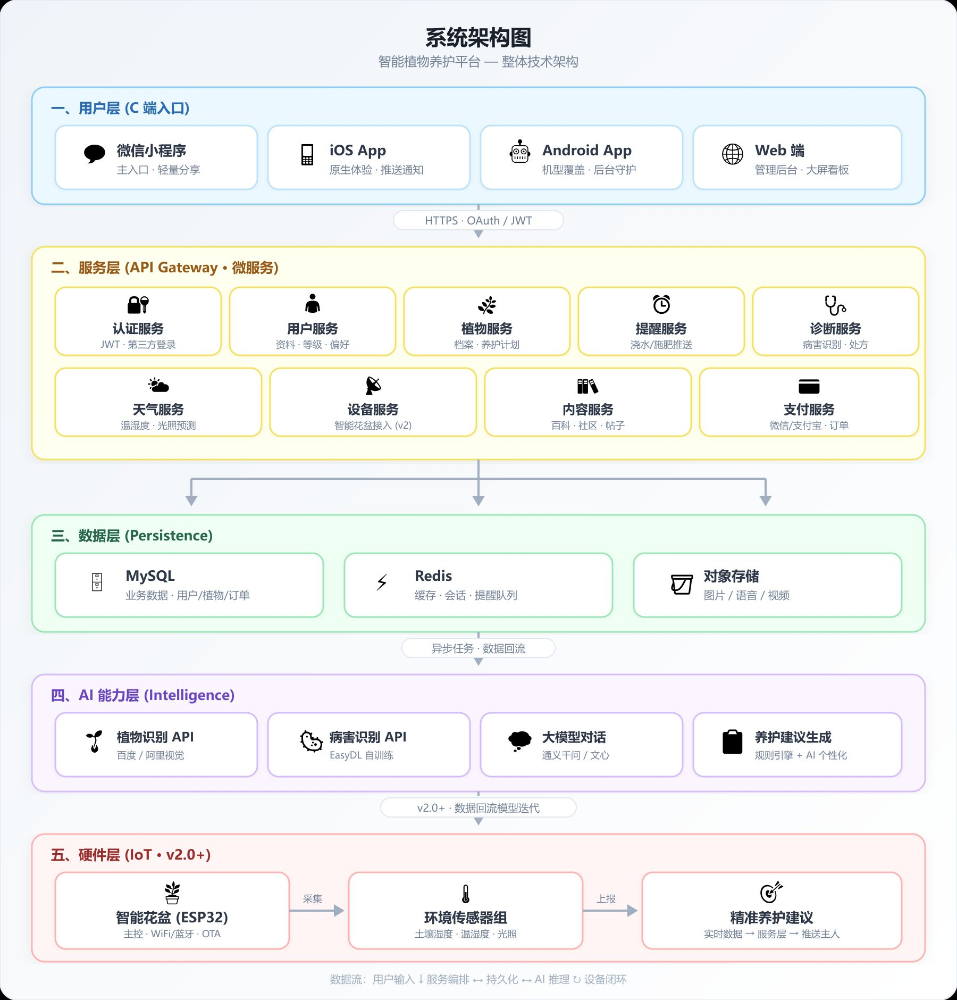 系统架构图
智能植物养护平台 — 整体技术架构
一、用户层 (C 端入口)
微信小程序
主入口 · 轻量分享
iOS App
原生体验 · 推送通知
Android App
机型覆盖 · 后台守护
Web 端
管理后台 · 大屏看板
HTTPS · OAuth / JWT
二、服务层 (API Gateway • 微服务)
认证服务
JWT · 第三方登录
用户服务
资料 · 等级 · 偏好
植物服务
档案 · 养护计划
提醒服务
浇水/施肥推送
诊断服务
病害识别 · 处方
天气服务
温湿度 · 光照预测
设备服务
智能花盆接入 (v2)
内容服务
百科 · 社区 · 帖子
支付服务
微信/支付宝 · 订单
三、数据层 (Persistence)
MySQL
业务数据 · 用户/植物/订单
Redis
缓存 · 会话 · 提醒队列
对象存储
图片 / 语音 / 视频
异步任务 · 数据回流
四、AI 能力层 (Intelligence)
植物识别 API
百度 / 阿里视觉
病害识别 API
EasyDL 自训练
大模型对话
通义千问 / 文心
养护建议生成
规则引擎 + AI 个性化
v2.0+ · 数据回流模型迭代
五、硬件层 (IoT • v2.0+)
智能花盆 (ESP32)
主控 · WiFi/蓝牙 · OTA
采集
环境传感器组
土壤湿度 · 温湿度 · 光照
上报
精准养护建议
实时数据 → 服务层 → 推送主人
数据流：用户输入 ↓ 服务编排 ↔ 持久化 ↔ AI 推理 ↻ 设备闭环